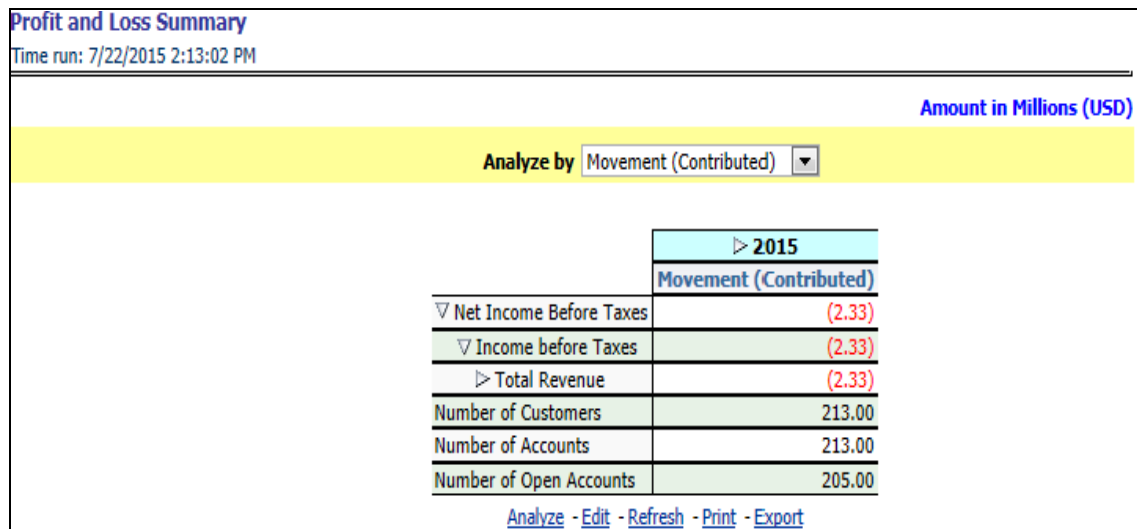 Profit and Loss Summary
Time run: 7/22/2015 2:13:02 PM
Amount in Millions (USD)
Analyze by Movement (Contributed)
2015
Movement (Contributed)
Net Income Before Taxes (2.33)
Income before Taxes (2.33)
Total Revenue (2.33)
Number of Customers 213.00
Number of Accounts 213.00
Number of Open Accounts 205.00
Analyze - Edit - Refresh - Print - Export